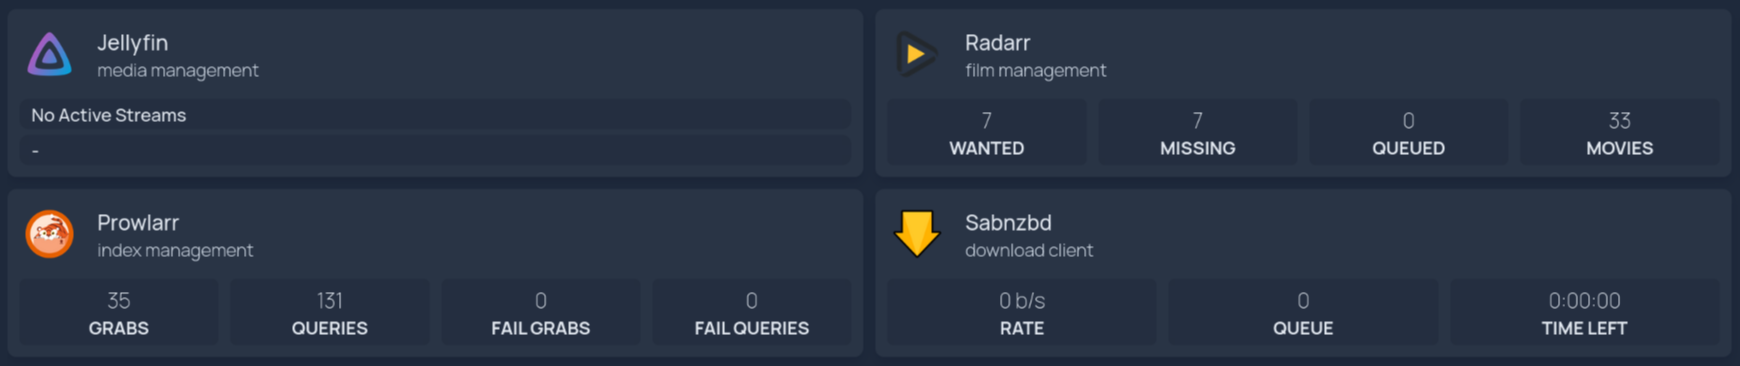 Jellyfin
media management
No Active Streams
-
Radarr
film management
7 7 0 33
WANTED MISSING QUEUED MOVIES
Prowlarr
index management
35 131 0 0
GRABS QUERIES FAIL GRABS FAIL QUERIES
Sabnzbd
download client
0 b/s 0 0:00:00
RATE QUEUE TIME LEFT